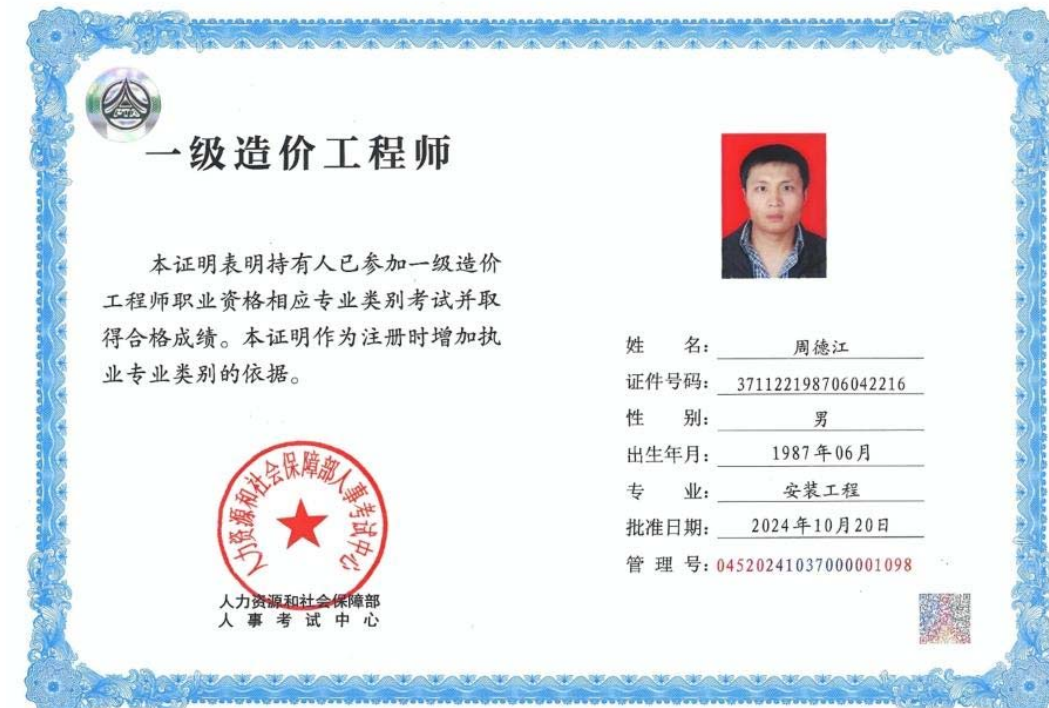 一级造价工程师
本证明表明持有人已参加一级造价
工程师职业资格相应专业类别考试并取
得合格成绩。本证明作为注册时增加执
业专业类别的依据。
人力资源和社会保障部人事考试中心
人力资源和社会保障部
人事考试中心
姓 名: 周德江
证件号码: 371122198706042216
性 别: 男
出生年月: 1987年06月
专 业: 安装工程
批准日期: 2024年10月20日
管 理 号: 04520241037000001098